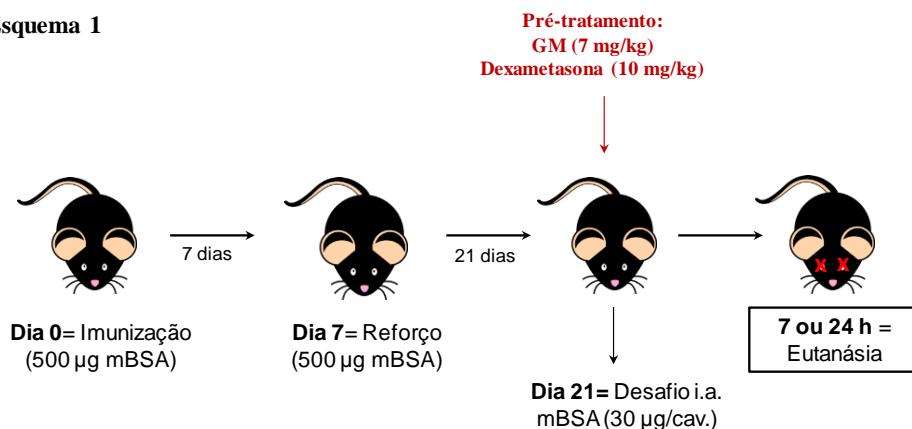 Esquema 1
Pré-tratamento:
GM (7 mg/kg)
Dexametasona (10 mg/kg)
7 dias
21 dias
X X
Dia 0= Imunização
(500 µg mBSA)
Dia 7= Reforço
(500 µg mBSA)
7 ou 24 h =
Eutanásia
Dia 21= Desafio i.a.
mBSA (30 µg/cav.)